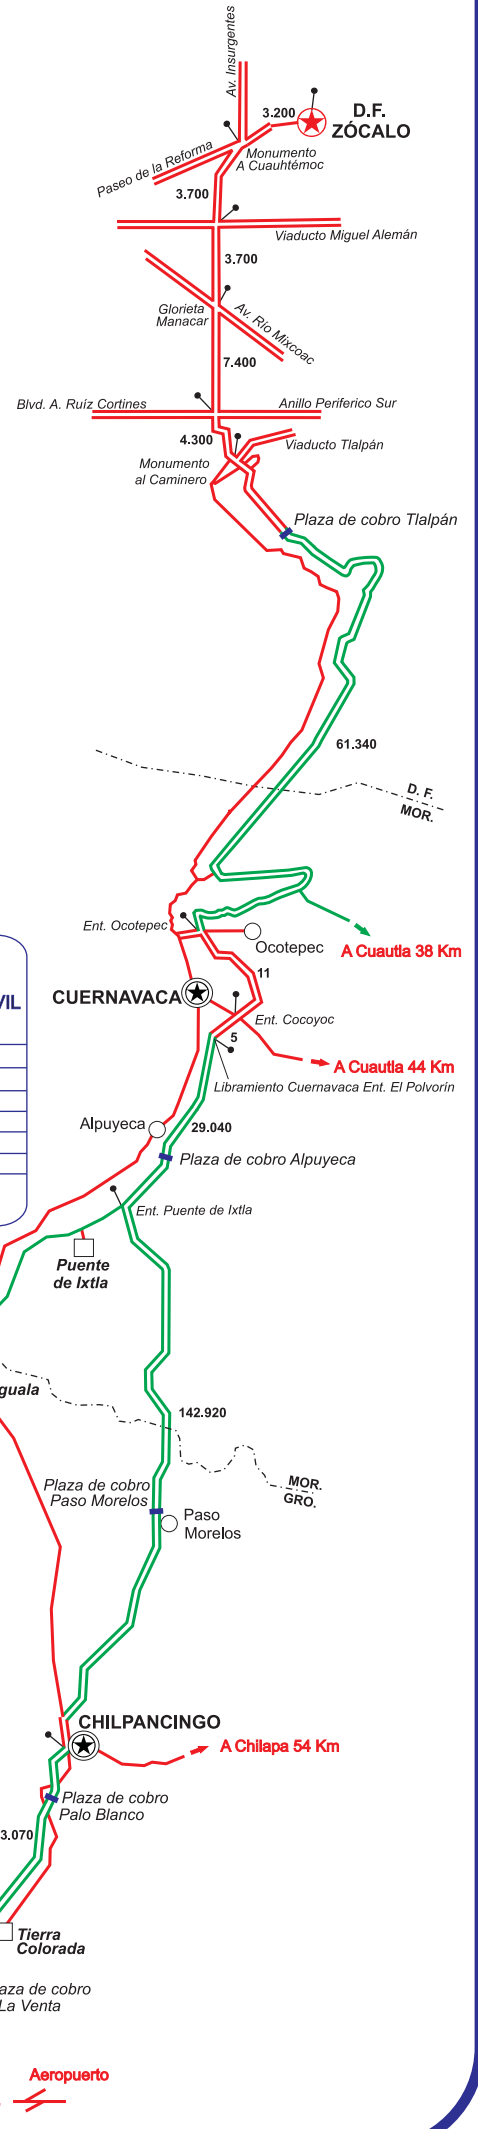 Av. Insurgentes
3.200
D.F.
ZÓCALO
Paseo de la Reforma
Monumento
A Cuauhtémoc
3.700
Viaducto Miguel Alemán
3.700
Glorieta
Manacar
Av. Río Mixcoac
7.400
Blvd. A. Ruíz Cortines
Anillo Periferico Sur
4.300
Viaducto Tlalpán
Monumento
al Caminero
Plaza de cobro Tlalpán
61.340
D. F.
MOR.
Ent. Ocotepec
Ocotepec
A Cuautla 38 Km
11
VIL
CUERNAVACA
Ent. Cocoyoc
5
A Cuautla 44 Km
Libramiento Cuernavaca Ent. El Polvorín
Alpuyeca
29.040
Plaza de cobro Alpuyeca
Ent. Puente de Ixtla
Puente
de Ixtla
guala
142.920
MOR.
GRO.
Plaza de cobro
Paso Morelos
Paso
Morelos
CHILPANCINGO
A Chilapa 54 Km
Plaza de cobro
Palo Blanco
3.070
Tierra
Colorada
aza de cobro
La Venta
Aeropuerto